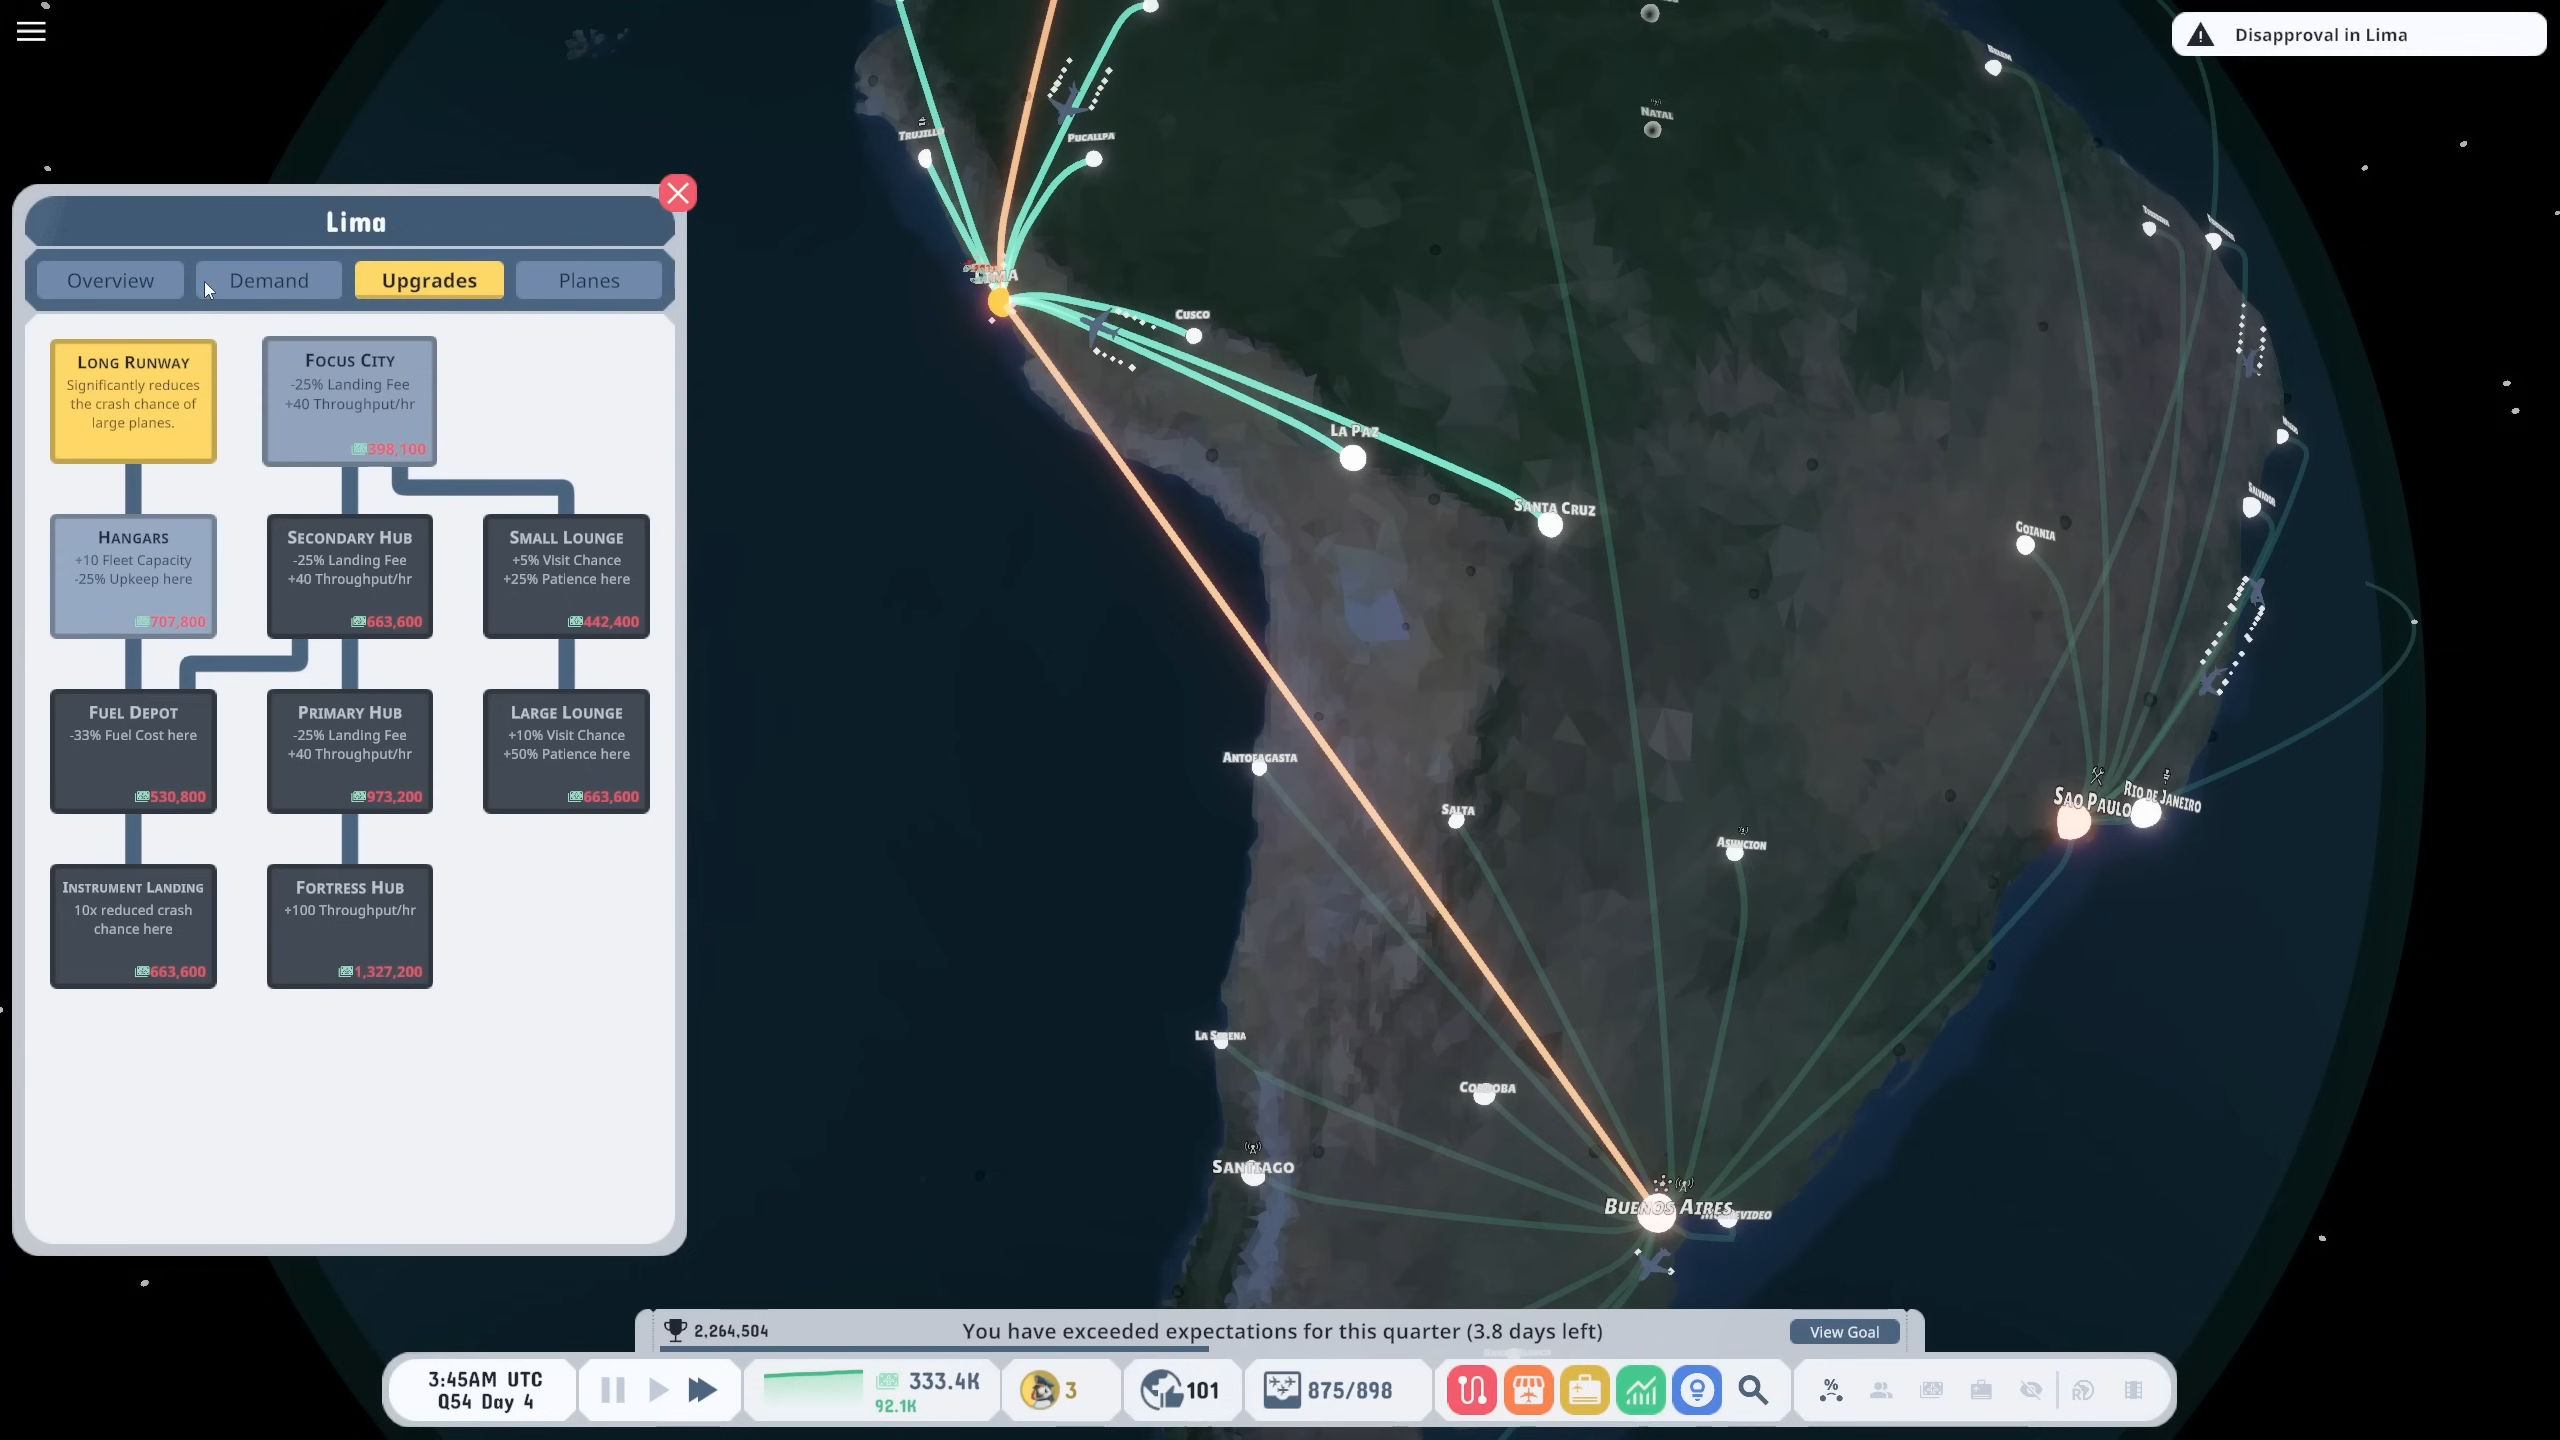 Disapproval in Lima
Lima
Overview
Demand
Upgrades
Planes
LONG RUNWAY
Significantly reduces
the crash chance of
large planes.
FOCUS CITY
-25% Landing Fee
+40 Throughput/hr
398,100
HANGARS
+10 Fleet Capacity
-25% Upkeep here
707,800
SECONDARY HUB
-25% Landing Fee
+40 Throughput/hr
663,600
SMALL LOUNGE
+5% Visit Chance
+25% Patience here
442,400
FUEL DEPOT
-33% Fuel Cost here
530,800
PRIMARY HUB
-25% Landing Fee
+40 Throughput/hr
973,200
LARGE LOUNGE
+10% Visit Chance
+50% Patience here
663,600
INSTRUMENT LANDING
10x reduced crash
chance here
663,600
FORTRESS HUB
+100 Throughput/hr
1,327,200
TRUJILLO
PUCALLPA
NATAL
LIMA
CUSCO
LA PAZ
SANTA CRUZ
SALVADOR
GOIANIA
ANTOFAGASTA
SALTA
ASUNCION
SAO PAULO
RIO DE JANEIRO
LA SERENA
CORDOBA
SANTIAGO
BUENOS AIRES
MONTEVIDEO
2,264,504
You have exceeded expectations for this quarter (3.8 days left)
View Goal
3:45AM UTC
Q54 Day 4
333.4K
92.1K
3
101
875/898
%